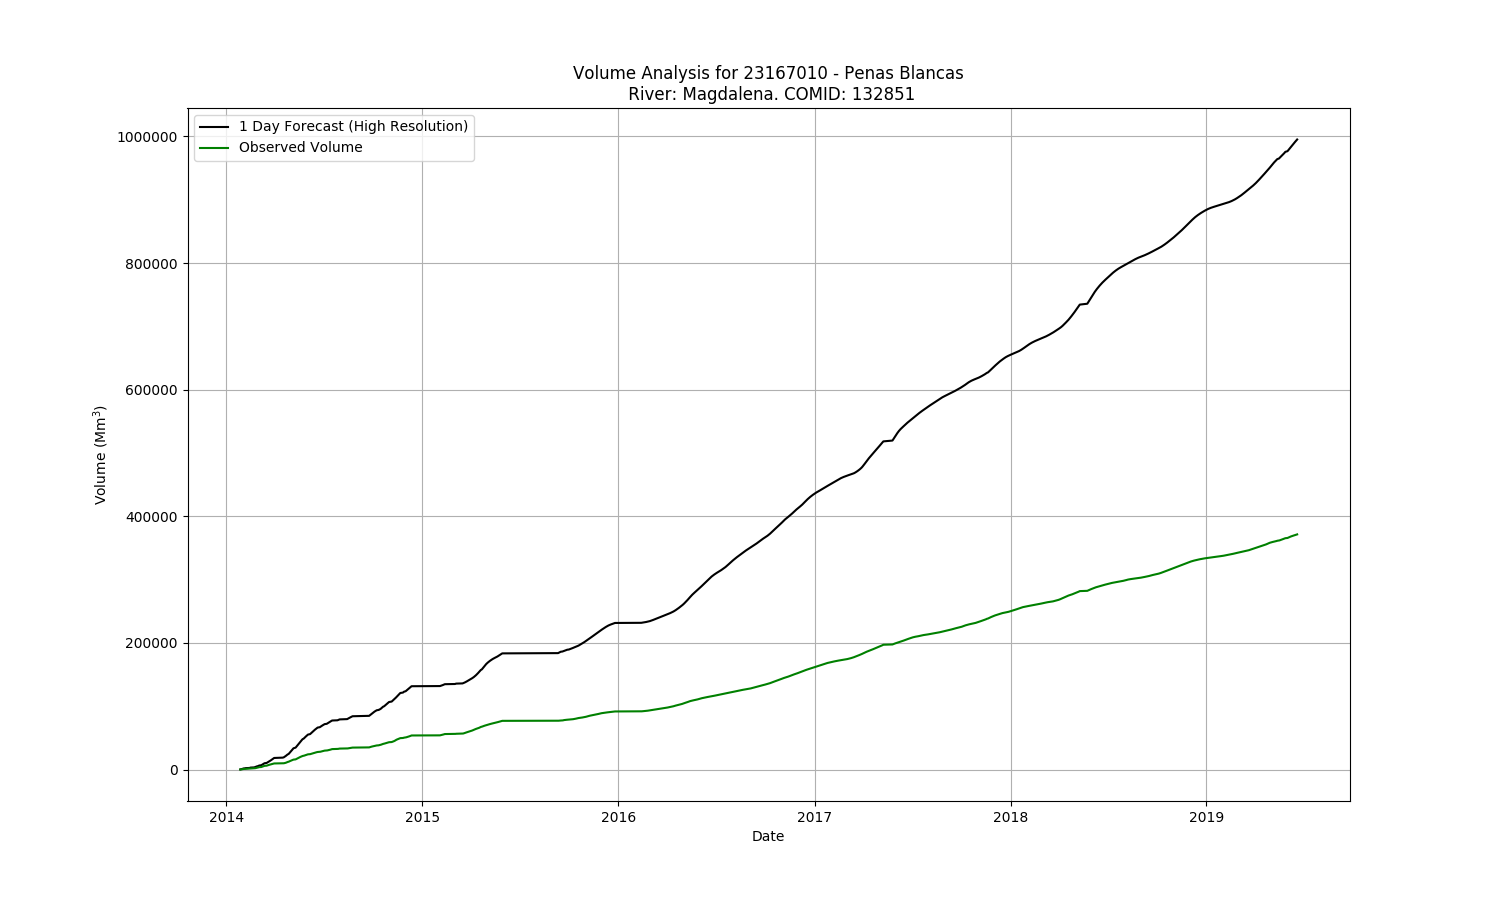 Volume Analysis for 23167010 - Penas Blancas
River: Magdalena. COMID: 132851
1 Day Forecast (High Resolution)
Observed Volume
1000000
800000
600000
400000
200000
0
Volume (Mm³)
2014 2015 2016 2017 2018 2019
Date